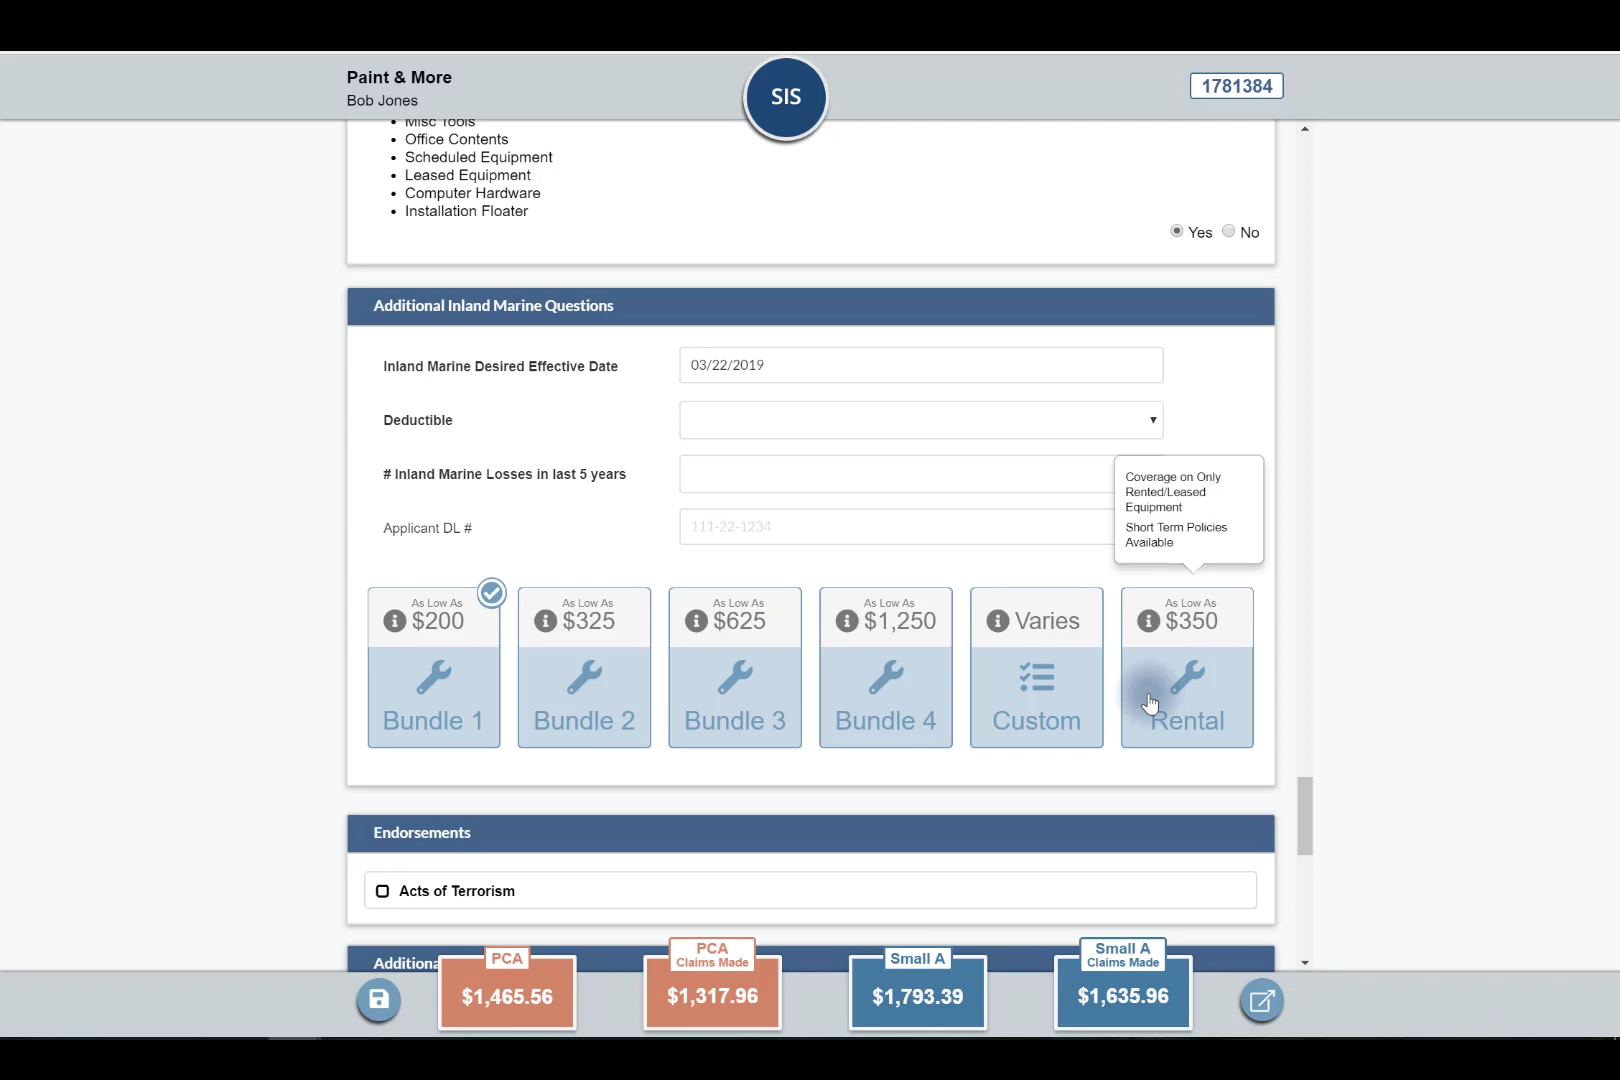 Paint & More
Bob Jones
SIS
1781384
Misc Tools
Office Contents
Scheduled Equipment
Leased Equipment
Computer Hardware
Installation Floater
Yes No
Additional Inland Marine Questions
Inland Marine Desired Effective Date
03/22/2019
Deductible
# Inland Marine Losses in last 5 years
Applicant DL #
111-22-1234
Coverage on Only
Rented/Leased
Equipment
Short Term Policies
Available
As Low As
$200
Bundle 1
As Low As
$325
Bundle 2
As Low As
$625
Bundle 3
As Low As
$1,250
Bundle 4
Varies
Custom
As Low As
$350
Rental
Endorsements
Acts of Terrorism
Additiona
PCA
$1,465.56
PCA
Claims Made
$1,317.96
Small A
$1,793.39
Small A
Claims Made
$1,635.96